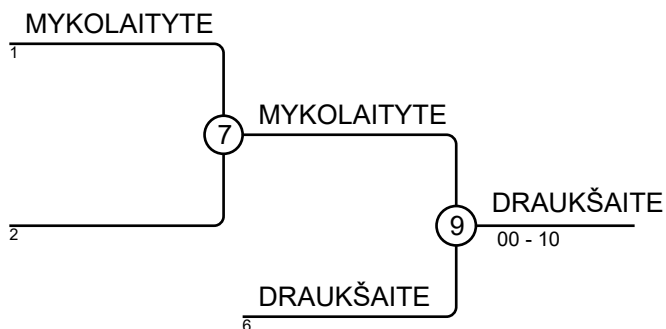 MYKOLAITYTE
1
7
MYKOLAITYTE
2
9
DRAUKŠAITE
00 - 10
DRAUKŠAITE
6